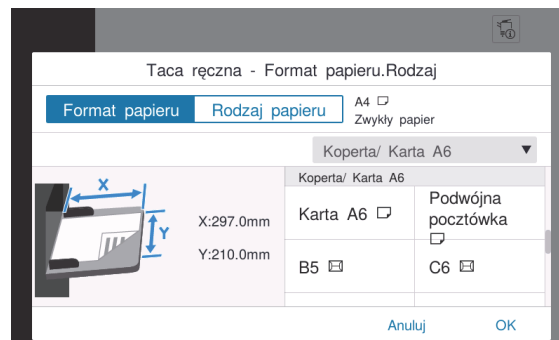 Taca ręczna - Format papieru.Rodzaj
Format papieru
Rodzaj papieru
A4
Zwykły papier
Koperta/ Karta A6
Koperta/ Karta A6
X
Y
X:297.0mm
Y:210.0mm
Karta A6
Podwójna
pocztówka
B5
C6
Anuluj
OK